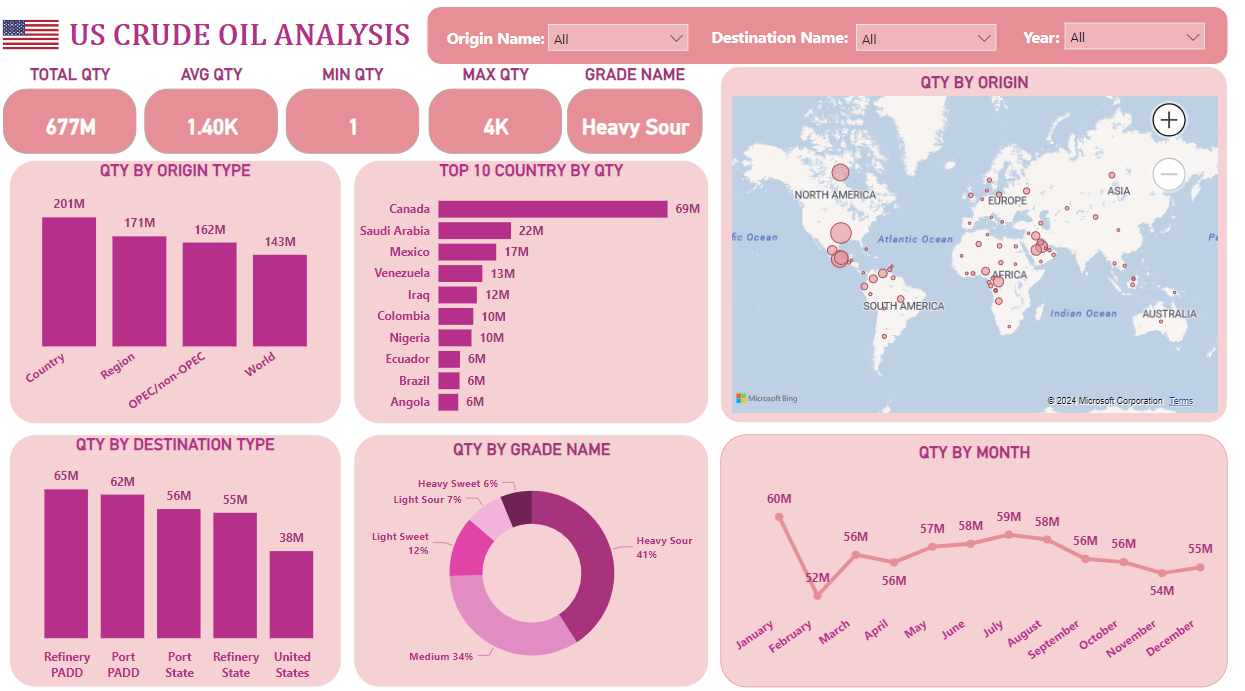 US CRUDE OIL ANALYSIS
Origin Name: All
Destination Name: All
Year: All
TOTAL QTY
677M
AVG QTY
1.40K
MIN QTY
1
MAX QTY
4K
GRADE NAME
Heavy Sour
QTY BY ORIGIN TYPE
201M
171M
162M
143M
Country
Region
OPEC/non-OPEC
World
TOP 10 COUNTRY BY QTY
Canada 69M
Saudi Arabia 22M
Mexico 17M
Venezuela 13M
Iraq 12M
Colombia 10M
Nigeria 10M
Ecuador 6M
Brazil 6M
Angola 6M
QTY BY ORIGIN
NORTH AMERICA
EUROPE
ASIA
fic Ocean
Atlantic Ocean
Pa
AFRICA
SOUTH AMERICA
Indian Ocean
AUSTRALIA
Microsoft Bing
© 2024 Microsoft Corporation Terms
QTY BY DESTINATION TYPE
65M
62M
56M
55M
38M
Refinery
PADD
Port
PADD
Port
State
Refinery
State
United
States
QTY BY GRADE NAME
Heavy Sweet 6%
Light Sour 7%
Light Sweet
12%
Heavy Sour
41%
Medium 34%
QTY BY MONTH
60M
52M
56M
56M
57M
58M
59M
58M
56M
56M
54M
55M
January
February
March
April
May
June
July
August
September
October
November
December